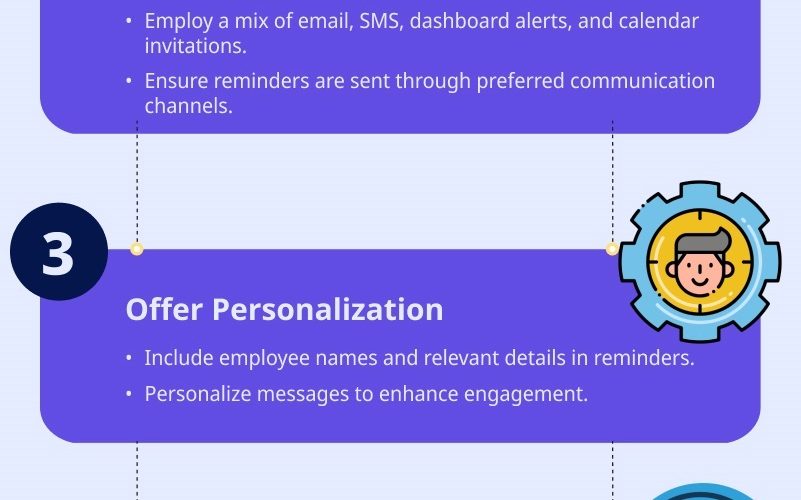 • Employ a mix of email, SMS, dashboard alerts, and calendar
invitations.
• Ensure reminders are sent through preferred communication
channels.
3
Offer Personalization
• Include employee names and relevant details in reminders.
• Personalize messages to enhance engagement.